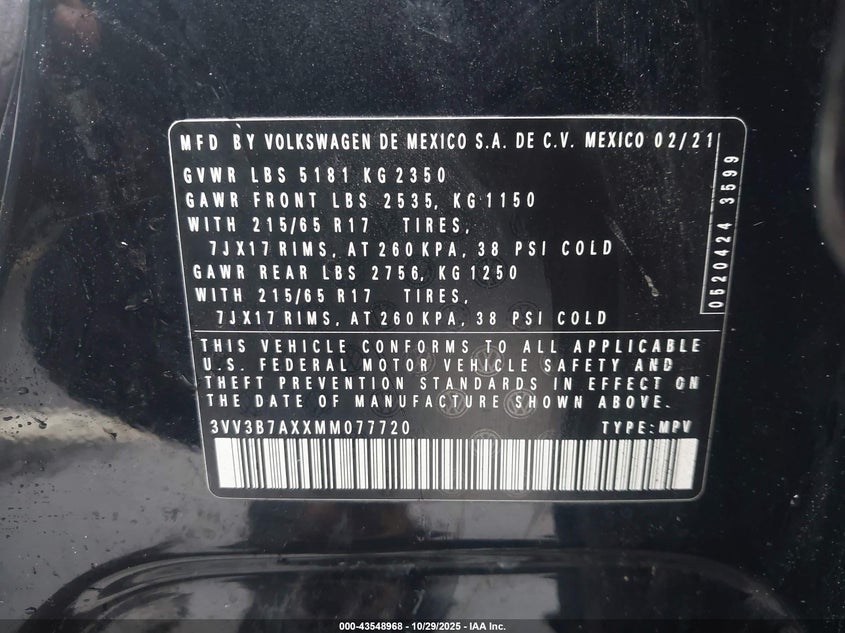 MFD BY VOLKSWAGEN DE MEXICO S.A. DE C.V. MEXICO 02/21
GVWR LBS 5181 KG 2350
GAWR FRONT LBS 2535, KG 1150
WITH 215/65 R17 TIRES,
7JX17 RIMS, AT 260 KPA, 38 PSI COLD
GAWR REAR LBS 2756, KG 1250
WITH 215/65 R17 TIRES,
7JX17 RIMS, AT 260 KPA, 38 PSI COLD
0520424 3599
THIS VEHICLE CONFORMS TO ALL APPLICABLE
U.S. FEDERAL MOTOR VEHICLE SAFETY AND
THEFT PREVENTION STANDARDS IN EFFECT ON
THE DATE OF MANUFACTURE SHOWN ABOVE.
3VV3B7AXXMM077720 TYPE:MPV
000-43548968 - 10/29/2025 - IAA Inc.